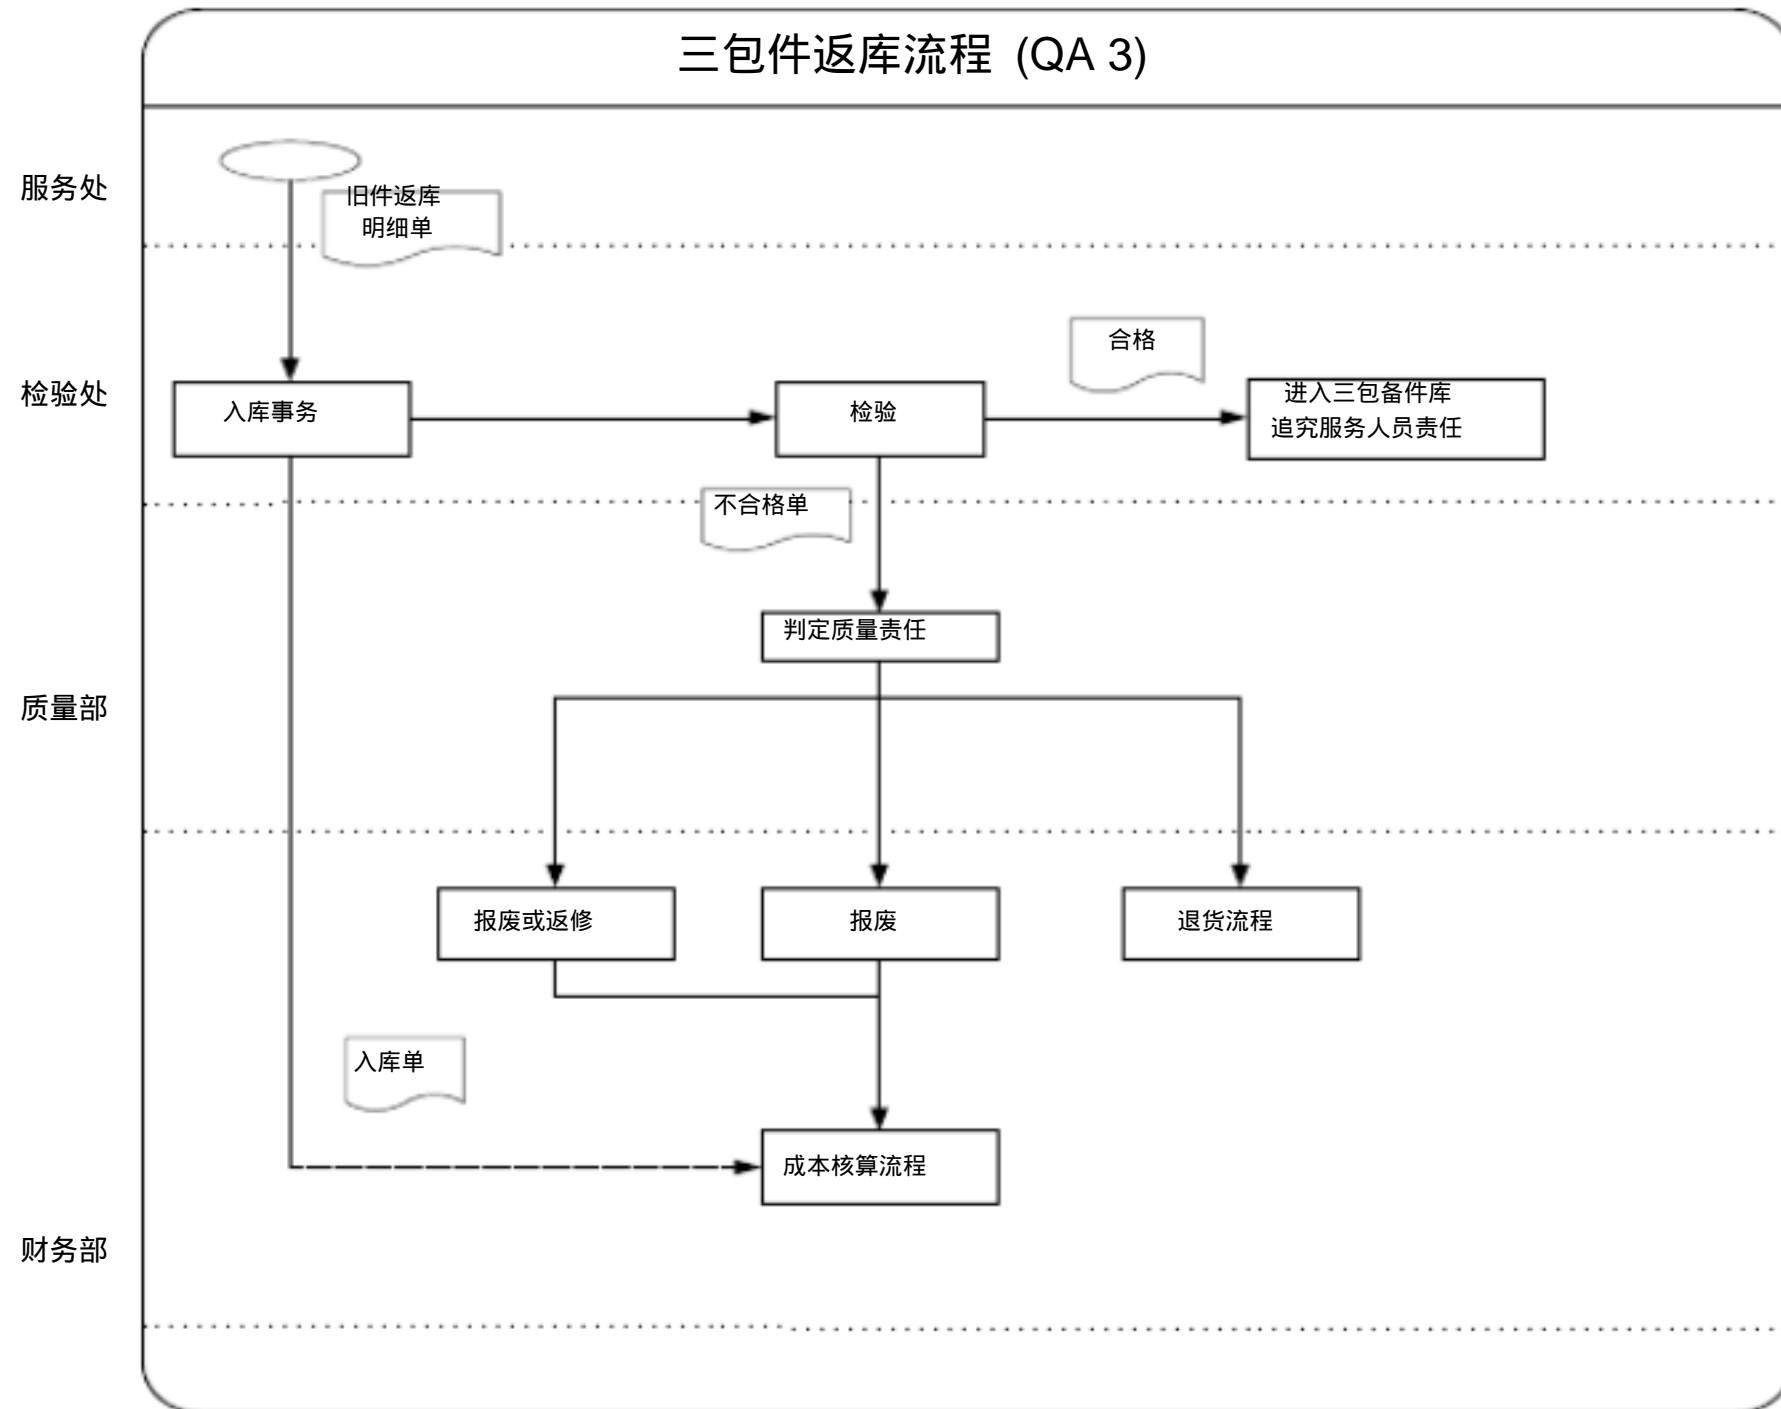 三包件返库流程 (QA 3)
服务处
旧件返库
明细单
合格
检验处
入库事务
检验
进入三包备件库
追究服务人员责任
不合格单
判定质量责任
质量部
报废或返修
报废
退货流程
入库单
成本核算流程
财务部